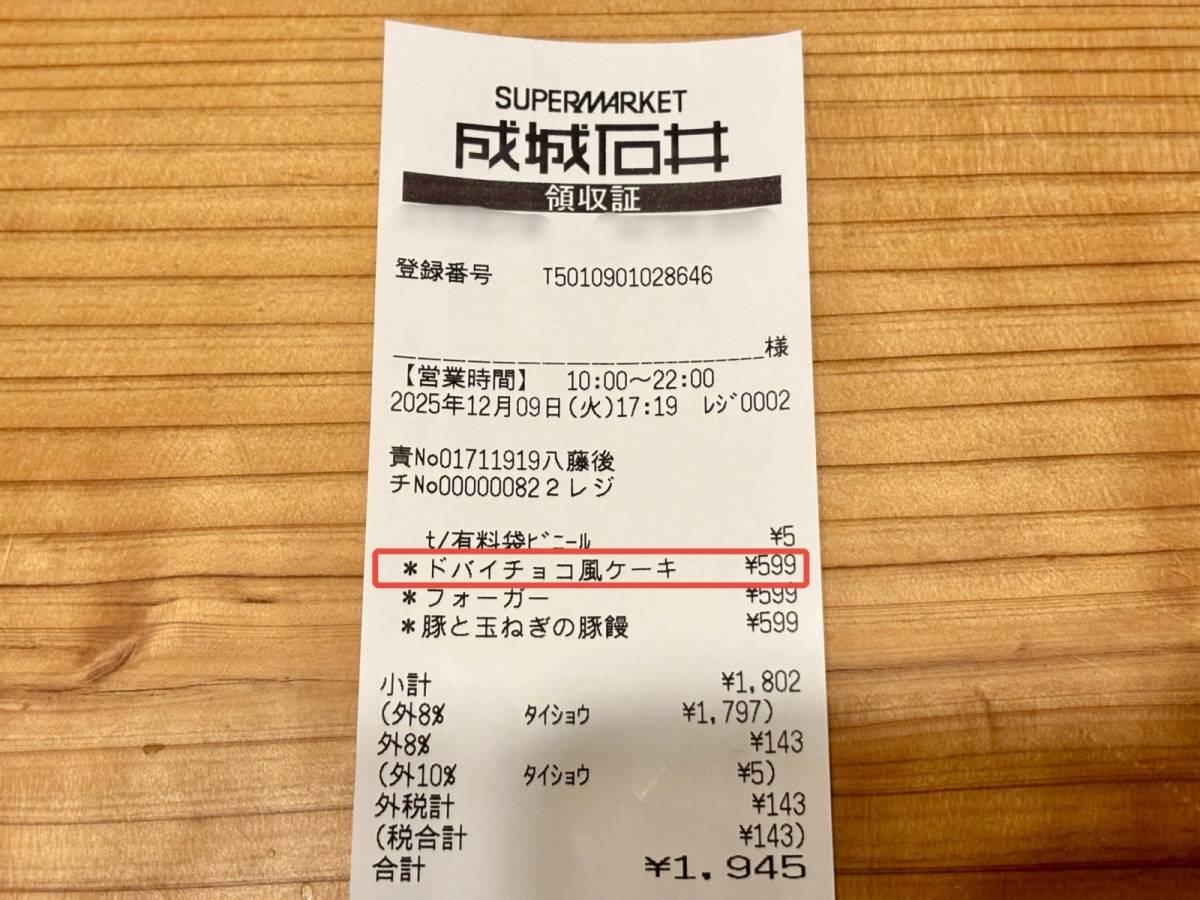 SUPERMARKET
成城石井
領収証
登録番号 T5010901028646
様
【営業時間】 10:00〜22:00
2025年12月09日(火)17:19 ﾚｼﾞ0002
責No01711919八藤後
チNo000000822レジ
t/有料袋ﾋﾞﾆｰﾙ ¥5
*ドバイチョコ風ケーキ ¥599
*フォーガー ¥599
*豚と玉ねぎの豚饅 ¥599
小計 ¥1,802
(外8% ﾀｲｼｮｳ ¥1,797)
外8% ¥143
(外10% ﾀｲｼｮｳ ¥5)
外税計 ¥143
(税合計 ¥143)
合計 ¥1,945